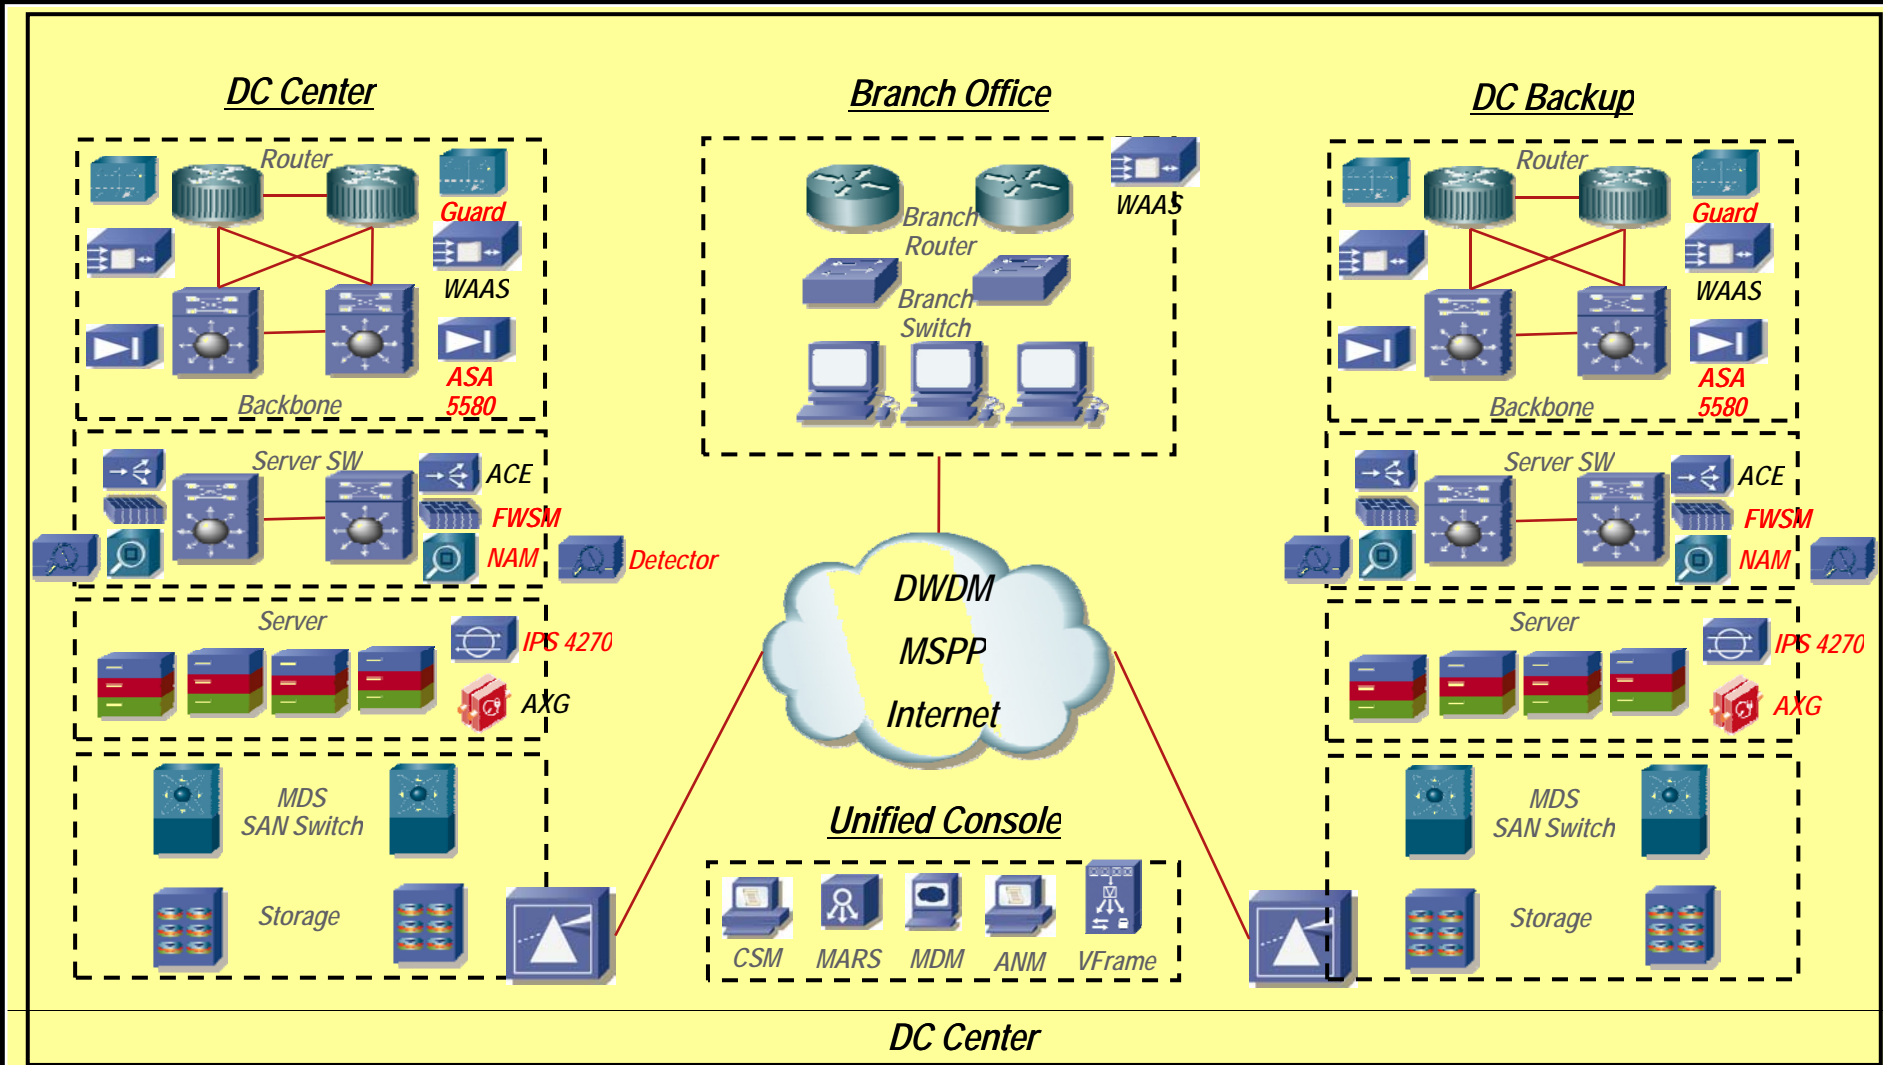 DC Center
Router
Guard
WAAS
ASA
5580
Backbone
Server SW
ACE
FWSM
NAM
Detector
Server
IPS 4270
AXG
MDS
SAN Switch
Storage
Branch Office
WAAS
Branch
Router
Branch
Switch
DWDM
MSPP
Internet
Unified Console
CSM
MARS
MDM
ANM
VFrame
DC Backup
Router
Guard
WAAS
ASA
5580
Backbone
Server SW
ACE
FWSM
NAM
Server
IPS 4270
AXG
MDS
SAN Switch
Storage
DC Center